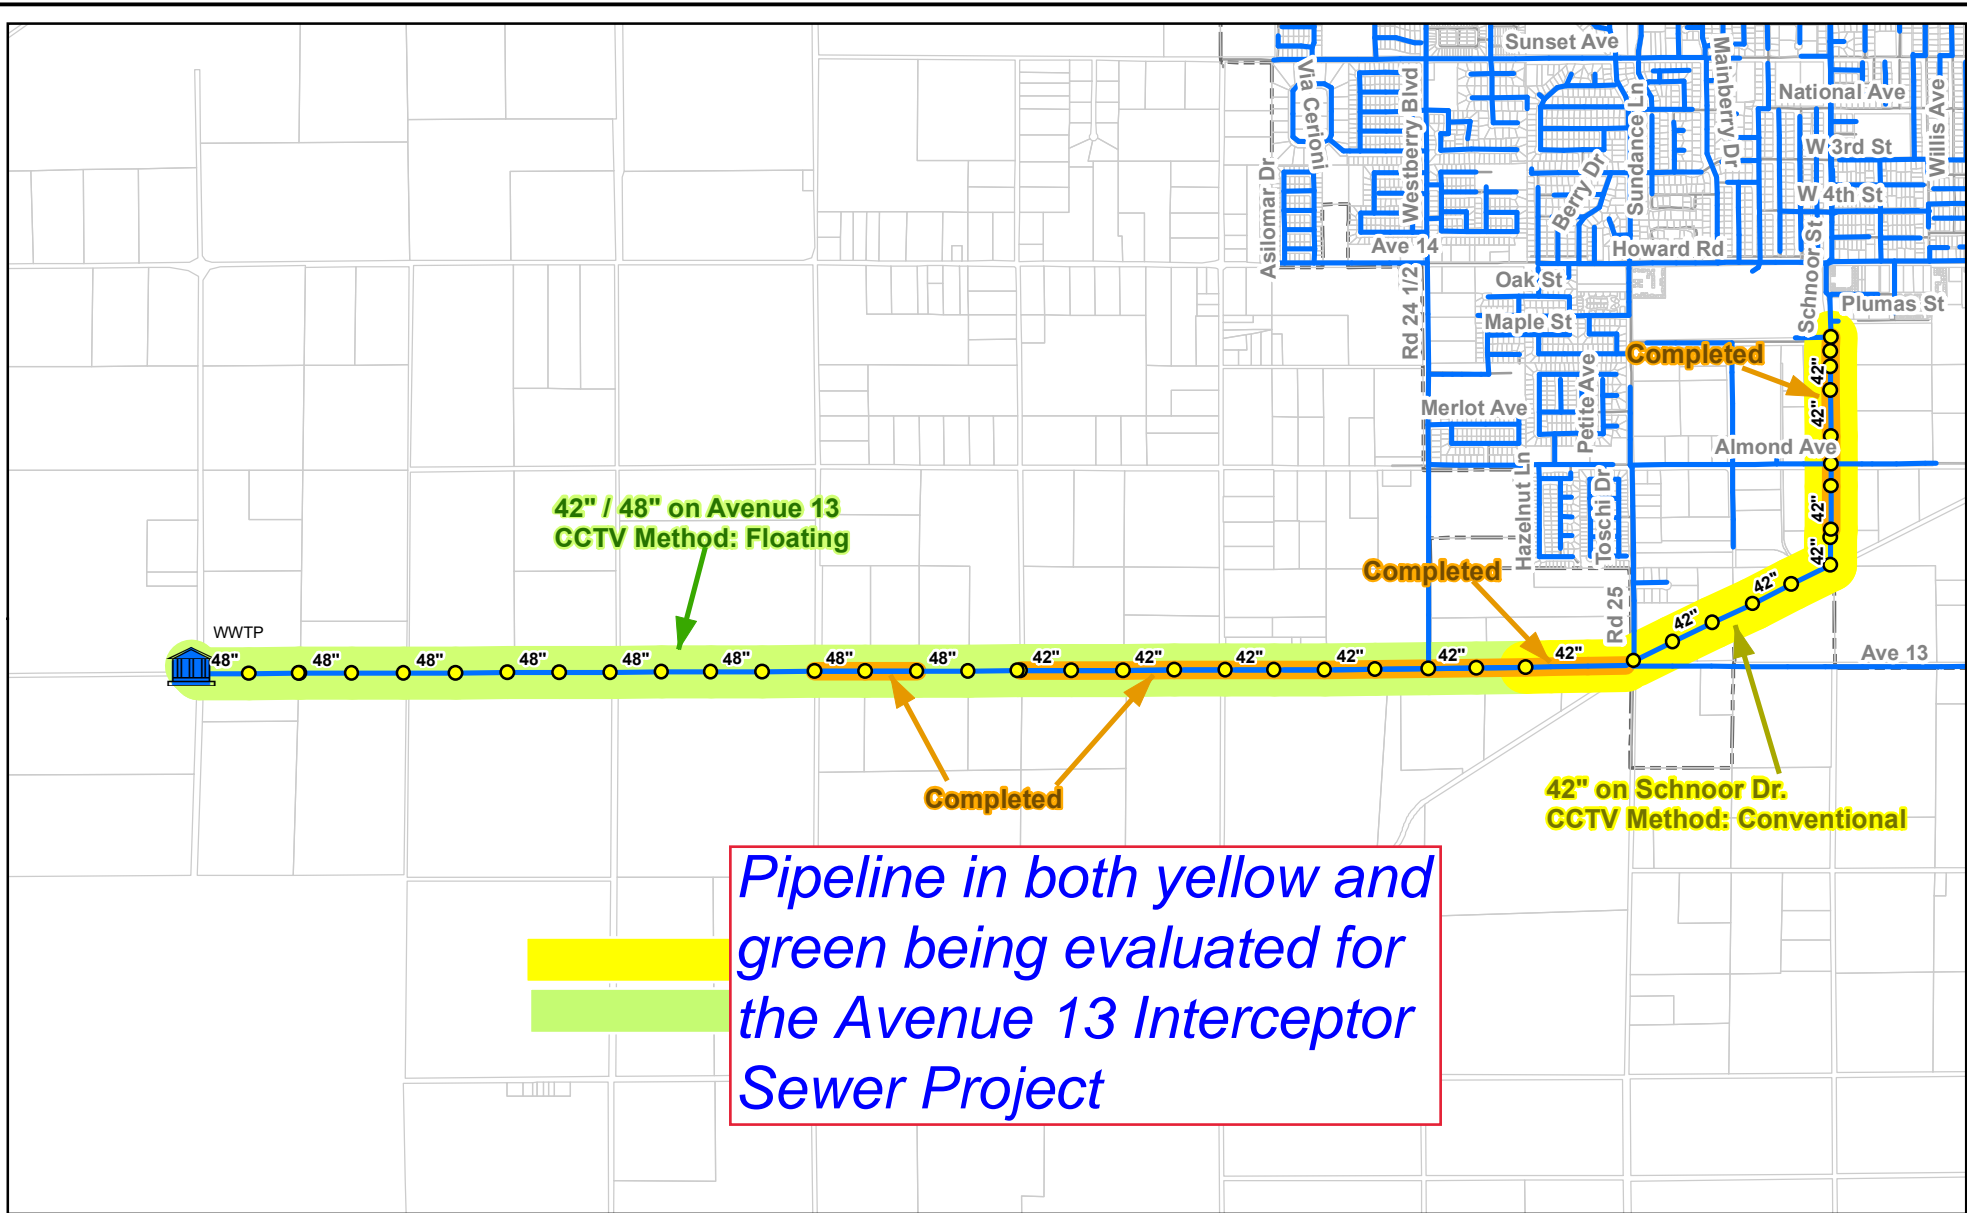 Sunset Ave
Via Cerioni
Westberry Blvd
Sundance Ln
Mainberry Dr
National Ave
Willis Ave
W 3rd St
W 4th St
Asilomar Dr
Berry Dr
Schnoor St
Ave 14
Howard Rd
Rd 24 1/2
Oak St
Maple St
Plumas St
Completed
42"
42"
Petite Ave
Merlot Ave
Almond Ave
Hazelnut Ln
Toschi Dr
42"
42"
42" / 48" on Avenue 13
CCTV Method: Floating
Completed
Rd 25
42"
42"
WWTP
48"
48"
48"
48"
48"
48"
48"
48"
42"
42"
42"
42"
42"
42"
Ave 13
Completed
42" on Schnoor Dr.
CCTV Method: Conventional
Pipeline in both yellow and
green being evaluated for
the Avenue 13 Interceptor
Sewer Project